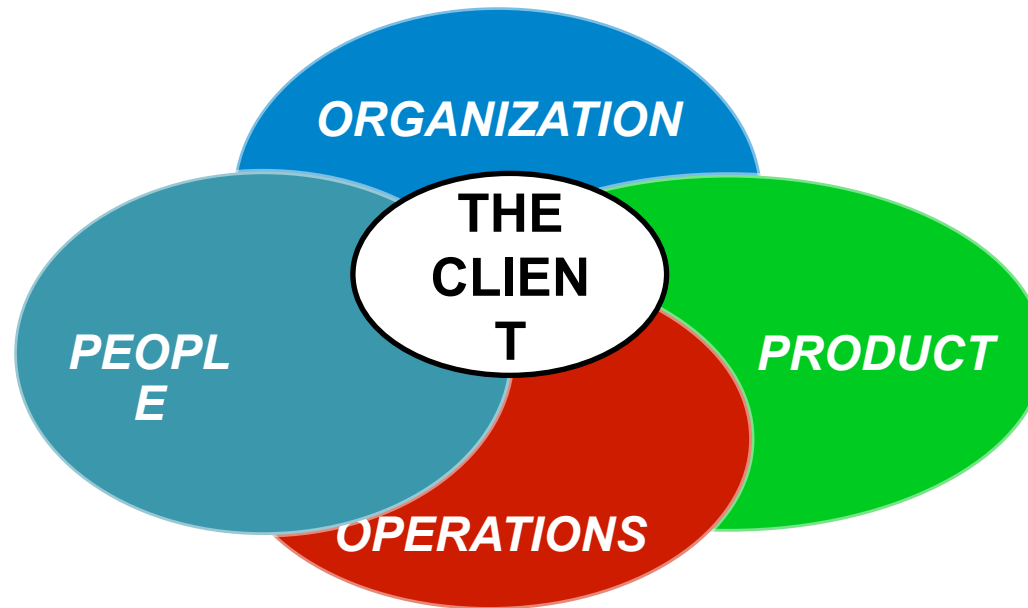 ORGANIZATION
THE
CLIEN
T
PEOPL
E
PRODUCT
OPERATIONS